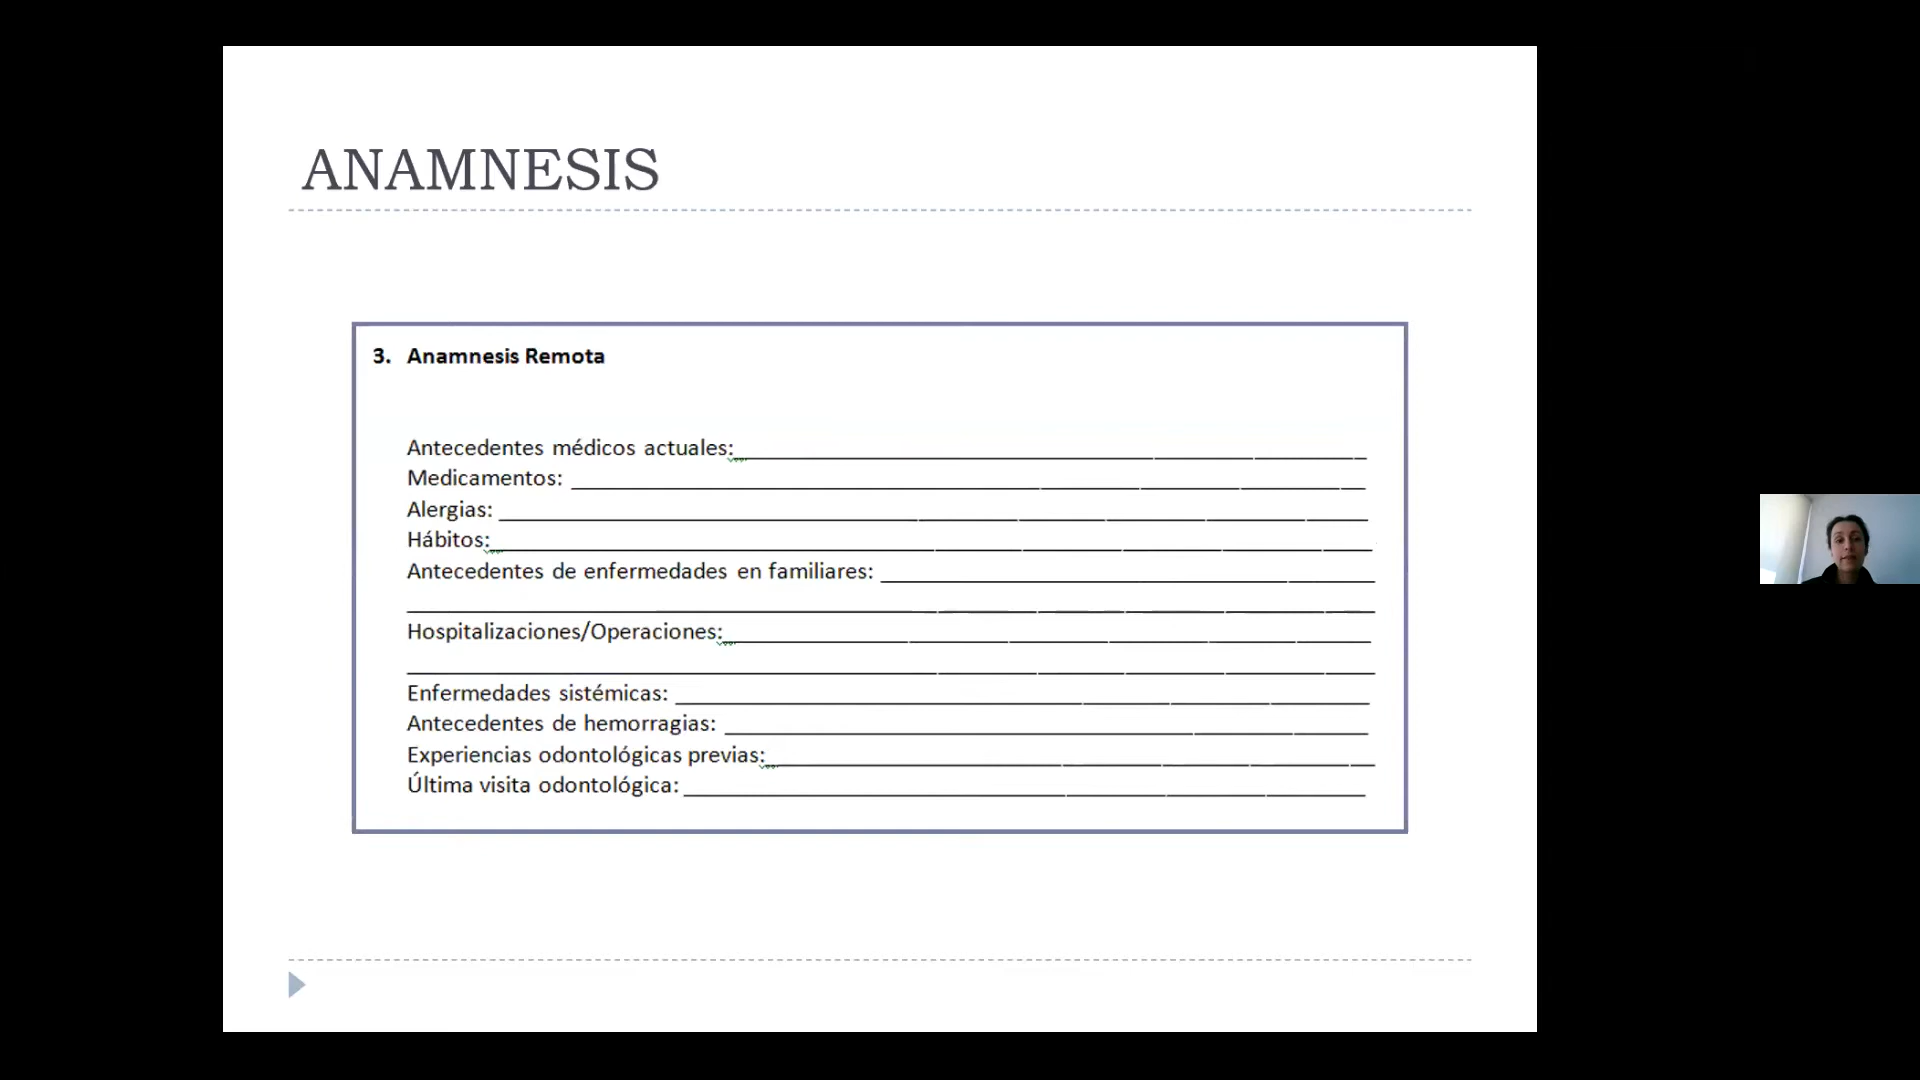 ANAMNESIS
3. Anamnesis Remota
Antecedentes médicos actuales:
Medicamentos:
Alergias:
Hábitos:
Antecedentes de enfermedades en familiares:
Hospitalizaciones/Operaciones:
Enfermedades sistémicas:
Antecedentes de hemorragias:
Experiencias odontológicas previas:
Última visita odontológica: